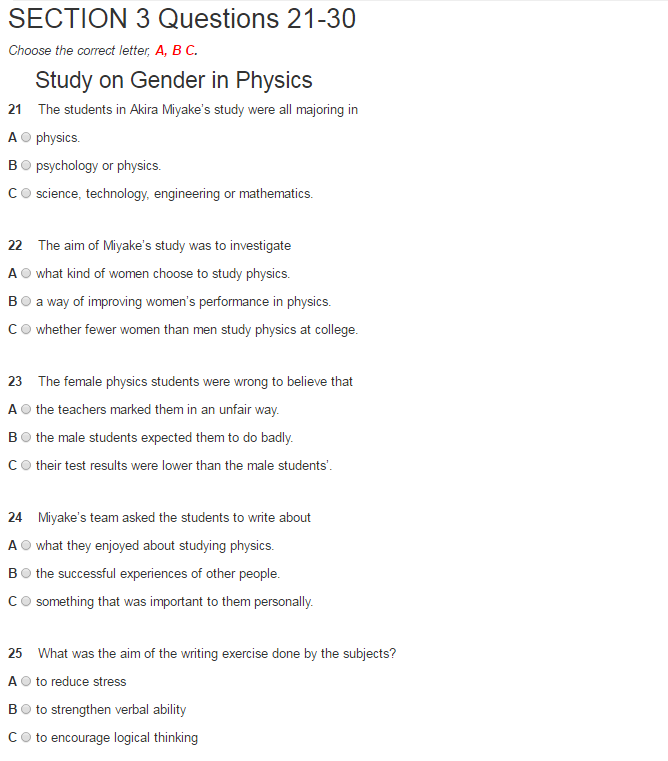 SECTION 3 Questions 21-30
Choose the correct letter, A, B C.
Study on Gender in Physics
21 The students in Akira Miyake's study were all majoring in
A physics.
B psychology or physics.
C science, technology, engineering or mathematics.
22 The aim of Miyake's study was to investigate
A what kind of women choose to study physics.
B a way of improving women's performance in physics.
C whether fewer women than men study physics at college.
23 The female physics students were wrong to believe that
A the teachers marked them in an unfair way.
B the male students expected them to do badly.
C their test results were lower than the male students'.
24 Miyake's team asked the students to write about
A what they enjoyed about studying physics.
B the successful experiences of other people.
C something that was important to them personally.
25 What was the aim of the writing exercise done by the subjects?
A to reduce stress
B to strengthen verbal ability
C to encourage logical thinking